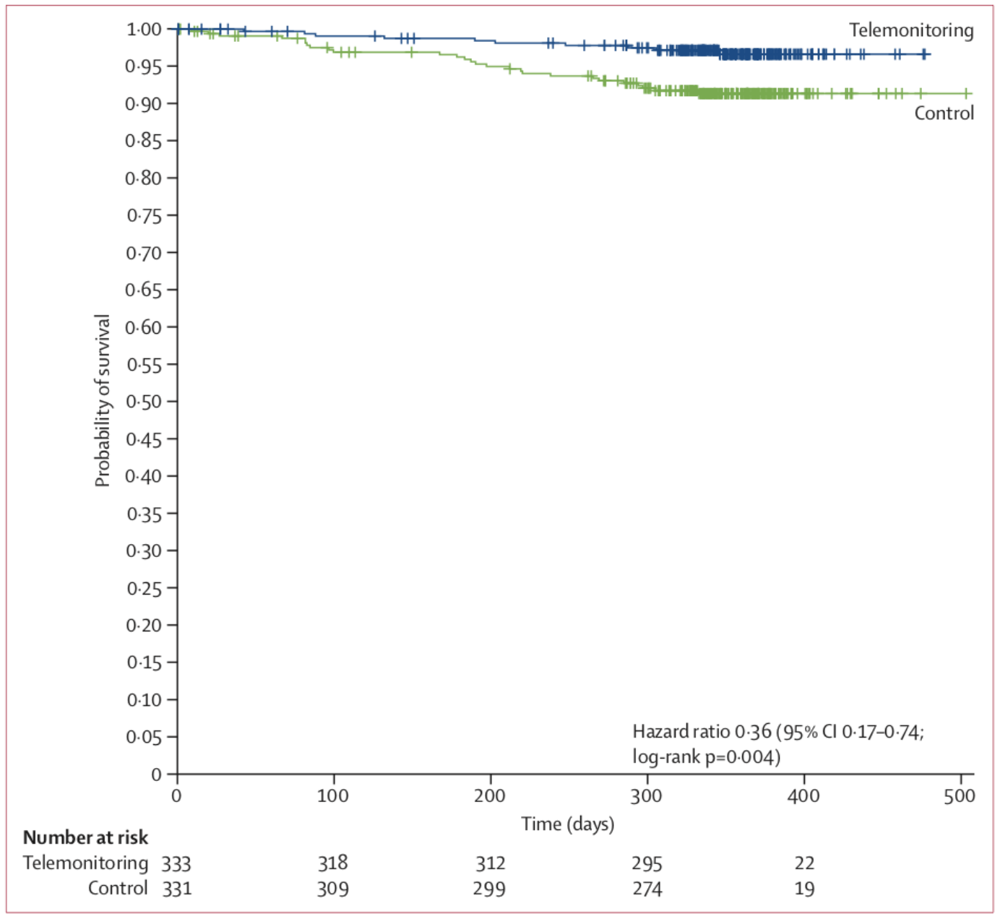 1·00
0·95
0·90
0·85
0·80
0·75
0·70
0·65
0·60
0·55
0·50
0·45
0·40
0·35
0·30
0·25
0·20
0·15
0·10
0·05
0
Probability of survival
Telemonitoring
Control
Hazard ratio 0·36 (95% CI 0·17–0·74;
log-rank p=0·004)
0 100 200 300 400 500
Time (days)
Number at risk
Telemonitoring 333 318 312 295 22
Control 331 309 299 274 19